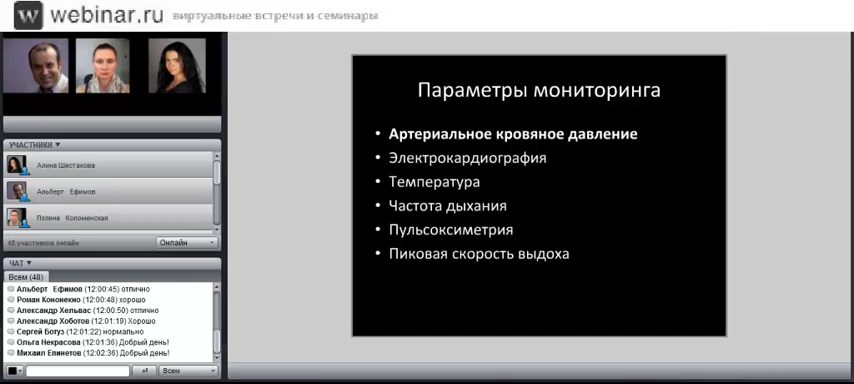 w webinar.ru виртуальные встречи и семинары
УЧАСТНИКИ
Алина Шестакова
Альберт Ефимов
Полина Коломенская
48 участников онлайн
Онлайн
ЧАТ
Всем (48)
Альберт Ефимов (12:00:45) отлично
Роман Кононенко (12:00:48) хорошо
Александр Хельвас (12:00:50) отлично
Александр Хоботов (12:01:19) Хорошо
Сергей Ботуз (12:01:22) нормально
Ольга Некрасова (12:01:36) Добрый день!
Михаил Епинетов (12:02:36) Добрый день!
Всем
Параметры мониторинга
• Артериальное кровяное давление
• Электрокардиография
• Температура
• Частота дыхания
• Пульсоксиметрия
• Пиковая скорость выдоха